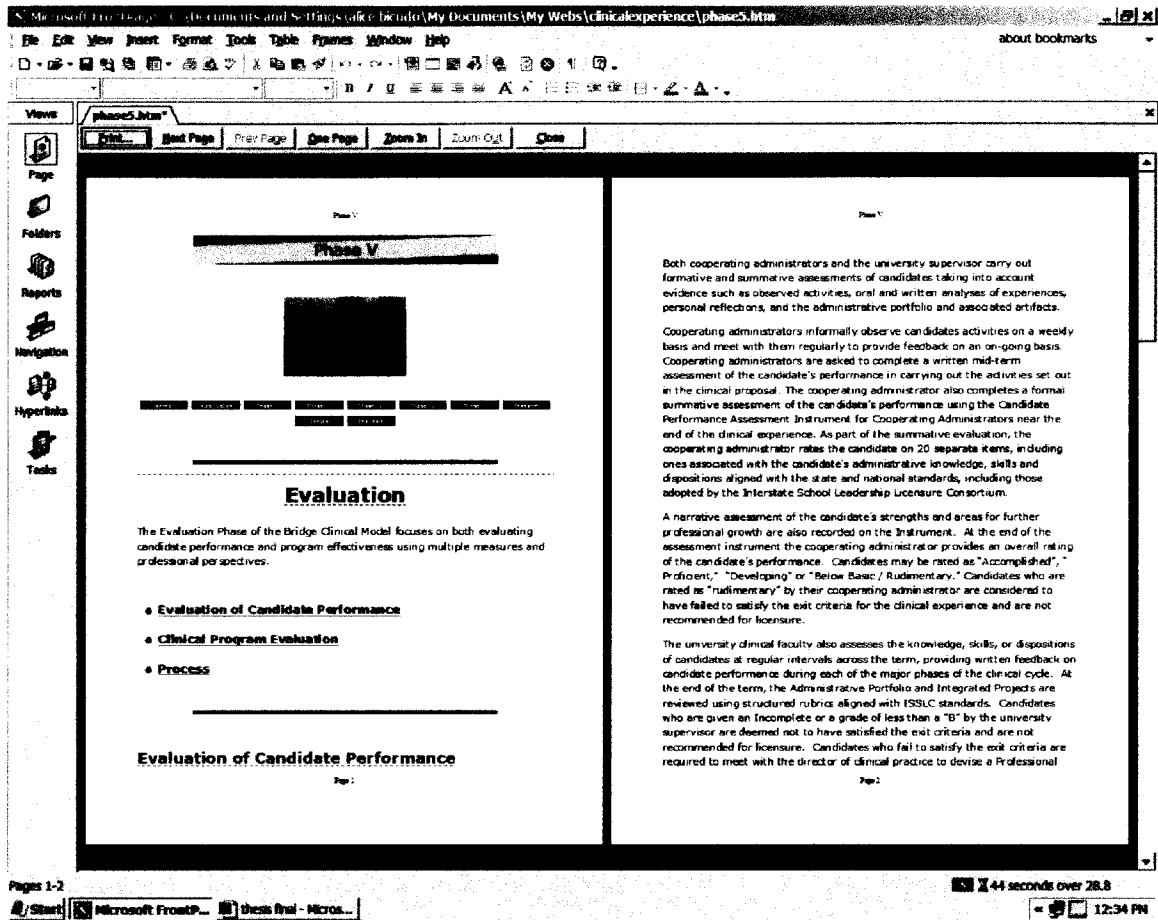 Microsoft FrontPage - C:\Documents and Settings\alice bicudo\My Documents\My Webs\clinicalexperience\phase5.htm
File Edit View Insert Format Tools Table Frames Window Help
about bookmarks
Views
phase5.htm*
Print... Next Page Prev Page One Page Zoom In Zoom Out Close
Page
Folders
Reports
Navigation
Hyperlinks
Tasks
Phase V
Phase V
Evaluation
The Evaluation Phase of the Bridge Clinical Model focuses on both evaluating
candidate performance and program effectiveness using multiple measures and
professional perspectives.
• Evaluation of Candidate Performance
• Clinical Program Evaluation
• Process
Evaluation of Candidate Performance
Phase V
Both cooperating administrators and the university supervisor carry out
formative and summative assessments of candidates taking into account
evidence such as observed activities, oral and written analyses of experiences,
personal reflections, and the administrative portfolio and associated artifacts.
Cooperating administrators informally observe candidates activities on a weekly
basis and meet with them regularly to provide feedback on an on-going basis.
Cooperating administrators are asked to complete a written mid-term
assessment of the candidate's performance in carrying out the activities set out
in the clinical proposal. The cooperating administrator also completes a formal
summative assessment of the candidate's performance using the Candidate
Performance Assessment Instrument for Cooperating Administrators near the
end of the clinical experience. As part of the summative evaluation, the
cooperating administrator rates the candidate on 20 separate items, including
ones associated with the candidate's administrative knowledge, skills and
dispositions aligned with the state and national standards, including those
adopted by the Interstate School Leadership Licensure Consortium.
A narrative assessment of the candidate's strengths and areas for further
professional growth are also recorded on the Instrument. At the end of the
assessment instrument the cooperating administrator provides an overall rating
of the candidate's performance. Candidates may be rated as "Accomplished", "
Proficient," "Developing" or "Below Basic / Rudimentary." Candidates who are
rated as "rudimentary" by their cooperating administrator are considered to
have failed to satisfy the exit criteria for the clinical experience and are not
recommended for licensure.
The university clinical faculty also assesses the knowledge, skills, or dispositions
of candidates at regular intervals across the term, providing written feedback on
candidate performance during each of the major phases of the clinical cycle. At
the end of the term, the Administrative Portfolio and Integrated Projects are
reviewed using structured rubrics aligned with ISSLC standards. Candidates
who are given an Incomplete or a grade of less than a "B" by the university
supervisor are deemed not to have satisfied the exit criteria and are not
recommended for licensure. Candidates who fail to satisfy the exit criteria are
required to meet with the director of clinical practice to devise a Professional
Page 2
Pages 1-2
44 seconds over 28.8
Start Microsoft FrontP... thesis final - Micros...
12:34 PM